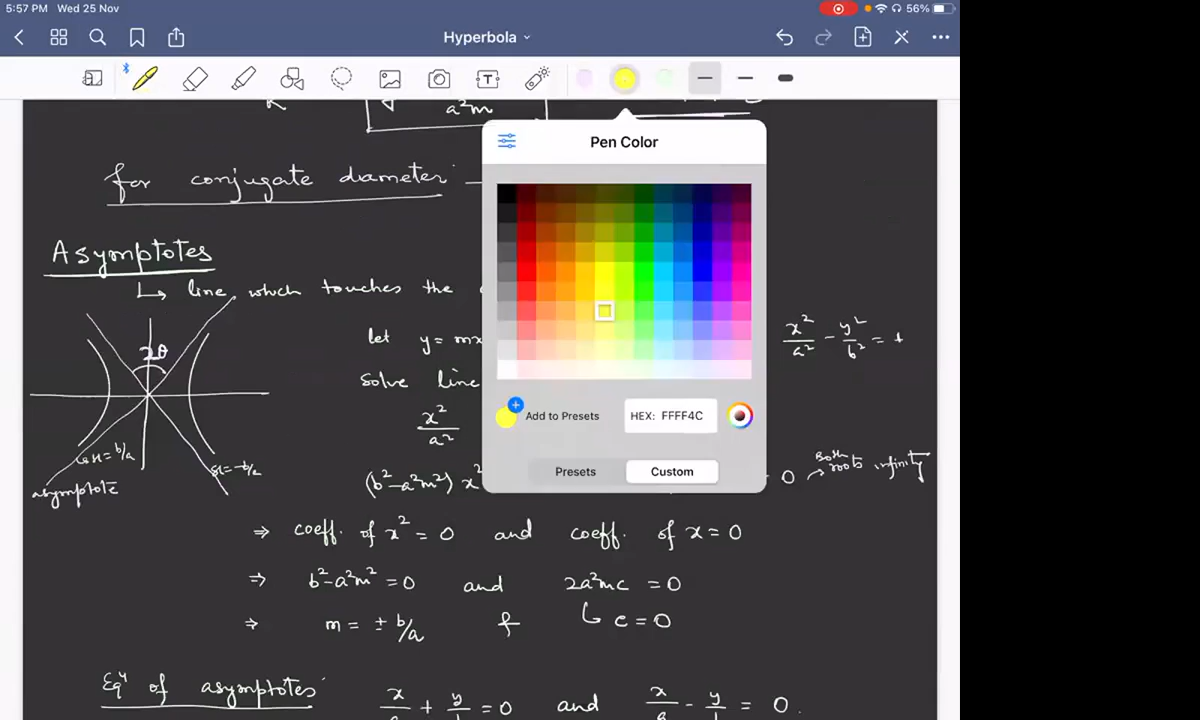 5:57 PM Wed 25 Nov 56%
Hyperbola
a²m
Pen Color
for conjugate diameter
Asymptotes
↳ line, which touches the
let y = mx
x²/a² - y²/b² =
2θ
solve line
x²/a²
Add to Presets
HEX: FFFF4C
Presets
Custom
m = b/a
-b/a
asymptote
(b²-a²m²) x²
0 → Both roots infinity
⇒ coeff. of x² = 0 and coeff. of x = 0
⇒ b²-a²m² = 0 and 2a²mc = 0
⇒ m = ± b/a & ↳ c = 0
Eqⁿ of asymptotes
x/a + y/b = 0 and x/a - y/b = 0.